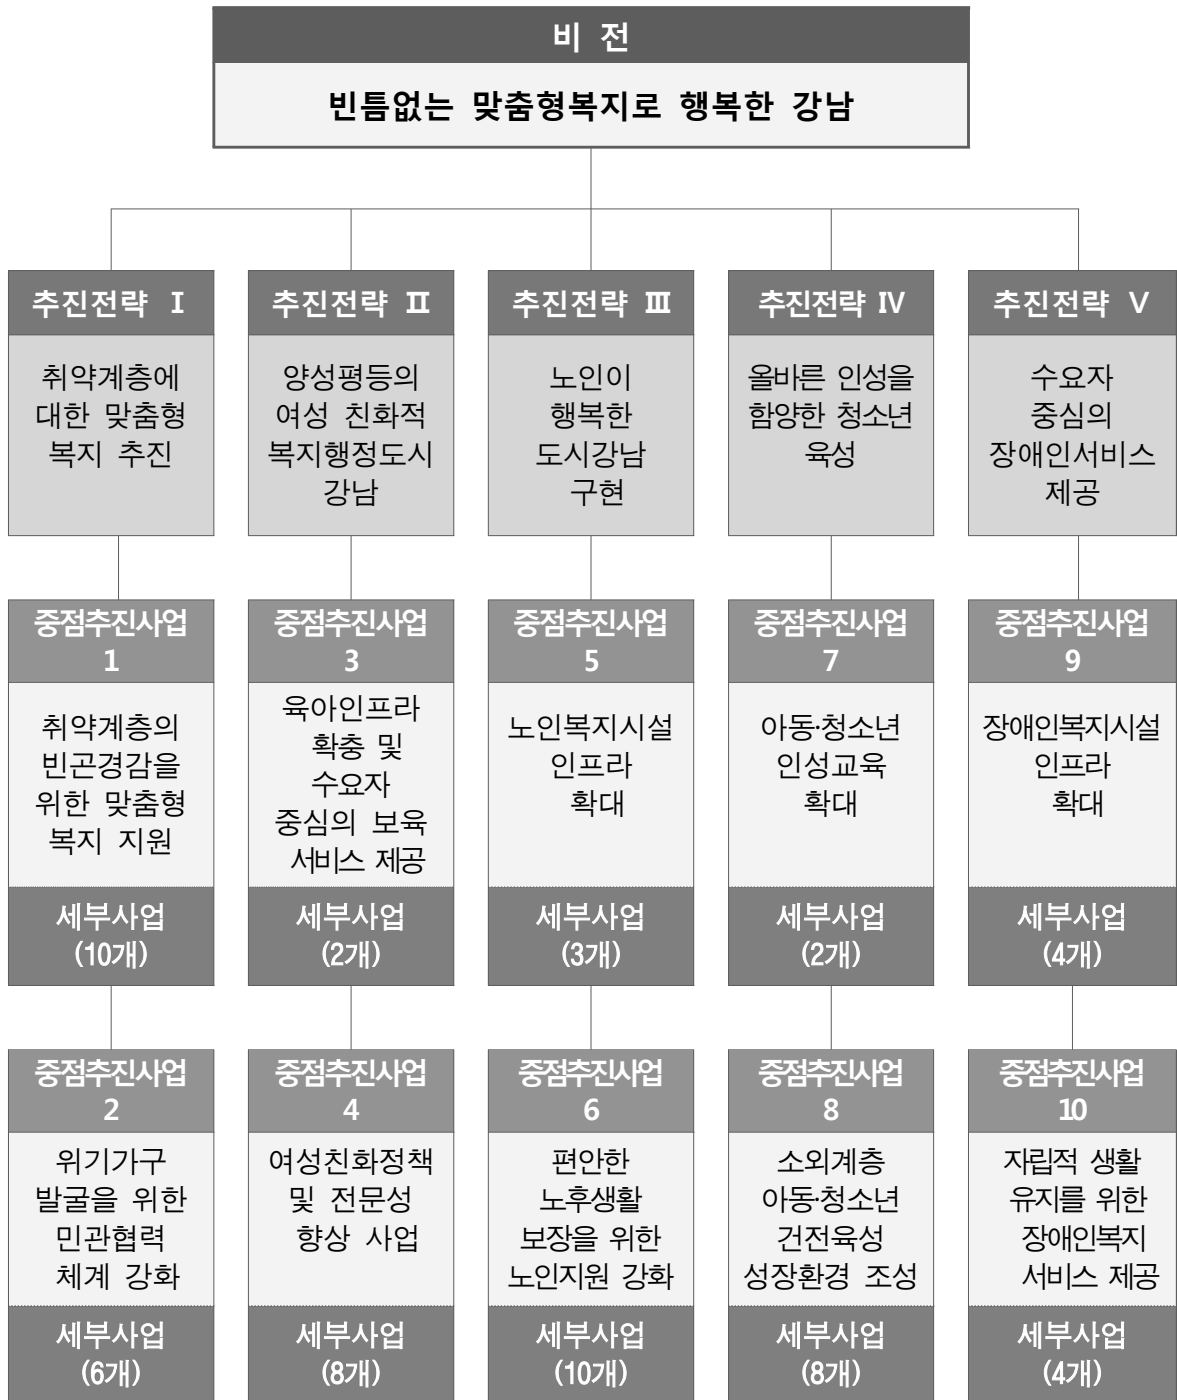 비 전
빈틈없는 맞춤형복지로 행복한 강남
추진전략 Ⅰ
취약계층에
대한 맞춤형
복지 추진
추진전략 Ⅱ
양성평등의
여성 친화적
복지행정도시
강남
추진전략 Ⅲ
노인이
행복한
도시강남
구현
추진전략 Ⅳ
올바른 인성을
함양한 청소년
육성
추진전략 Ⅴ
수요자
중심의
장애인서비스
제공
중점추진사업
1
취약계층의
빈곤경감을
위한 맞춤형
복지 지원
세부사업
(10개)
중점추진사업
3
육아인프라
확충 및
수요자
중심의 보육
서비스 제공
세부사업
(2개)
중점추진사업
5
노인복지시설
인프라
확대
세부사업
(3개)
중점추진사업
7
아동·청소년
인성교육
확대
세부사업
(2개)
중점추진사업
9
장애인복지시설
인프라
확대
세부사업
(4개)
중점추진사업
2
위기가구
발굴을 위한
민관협력
체계 강화
세부사업
(6개)
중점추진사업
4
여성친화정책
및 전문성
향상 사업
세부사업
(8개)
중점추진사업
6
편안한
노후생활
보장을 위한
노인지원 강화
세부사업
(10개)
중점추진사업
8
소외계층
아동·청소년
건전육성
성장환경 조성
세부사업
(8개)
중점추진사업
10
자립적 생활
유지를 위한
장애인복지
서비스 제공
세부사업
(4개)